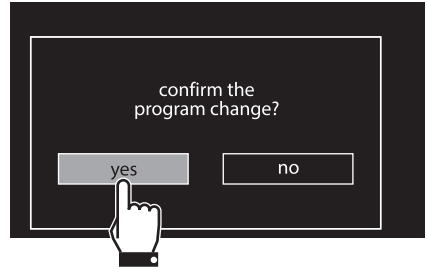 confirm the
program change?
yes
no